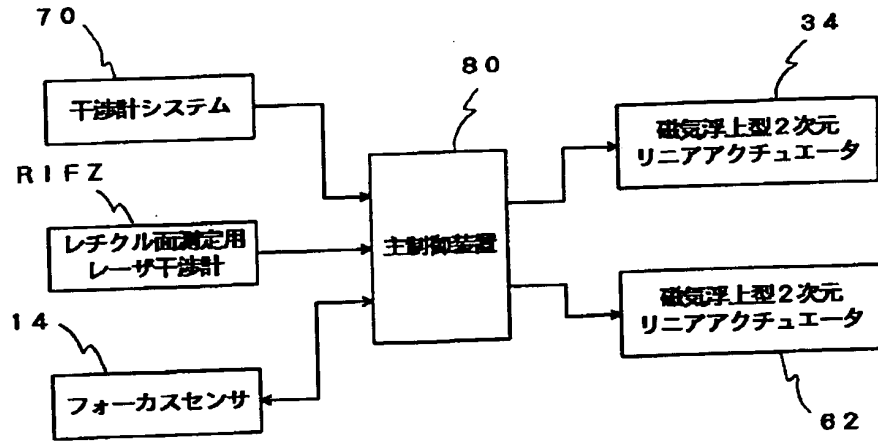 70
干渉計システム
RIFZ
レチクル面測定用
レーザ干渉計
14
フォーカスセンサ
80
主制御装置
34
磁気浮上型2次元
リニアアクチュエータ
磁気浮上型2次元
リニアアクチュエータ
62